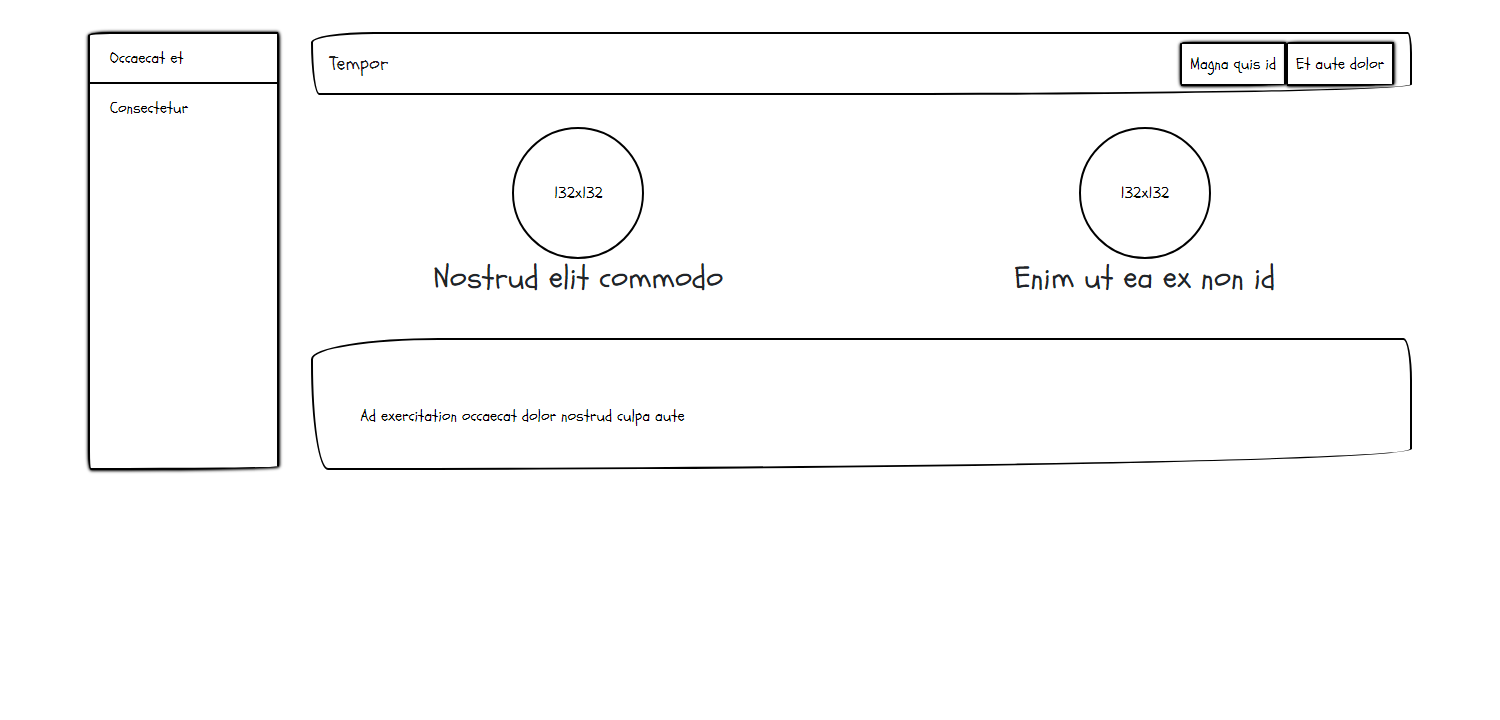 Occaecat et
Consectetur
Tempor
Magna quis id
Et aute dolor
132x132
Nostrud elit commodo
132x132
Enim ut ea ex non id
Ad exercitation occaecat dolor nostrud culpa aute